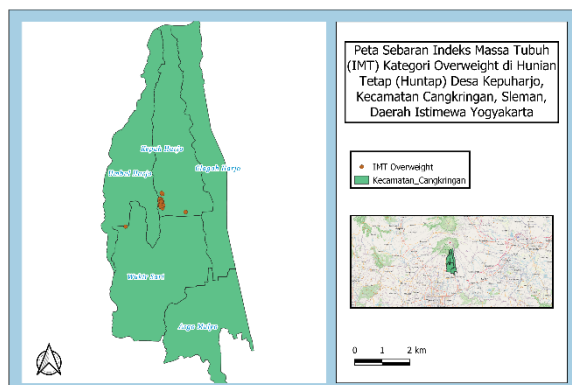 Peta Sebaran Indeks Massa Tubuh
(IMT) Kategori Overweight di Hunian
Tetap (Huntap) Desa Kepuharjo,
Kecamatan Cangkringan, Sleman,
Daerah Istimewa Yogyakarta
IMT Overweight
Kecamatan_Cangkringan
Kepuh Harjo
Umbul Harjo
Glagah Harjo
Wukir Sari
Argo Mulyo
0 1 2 km